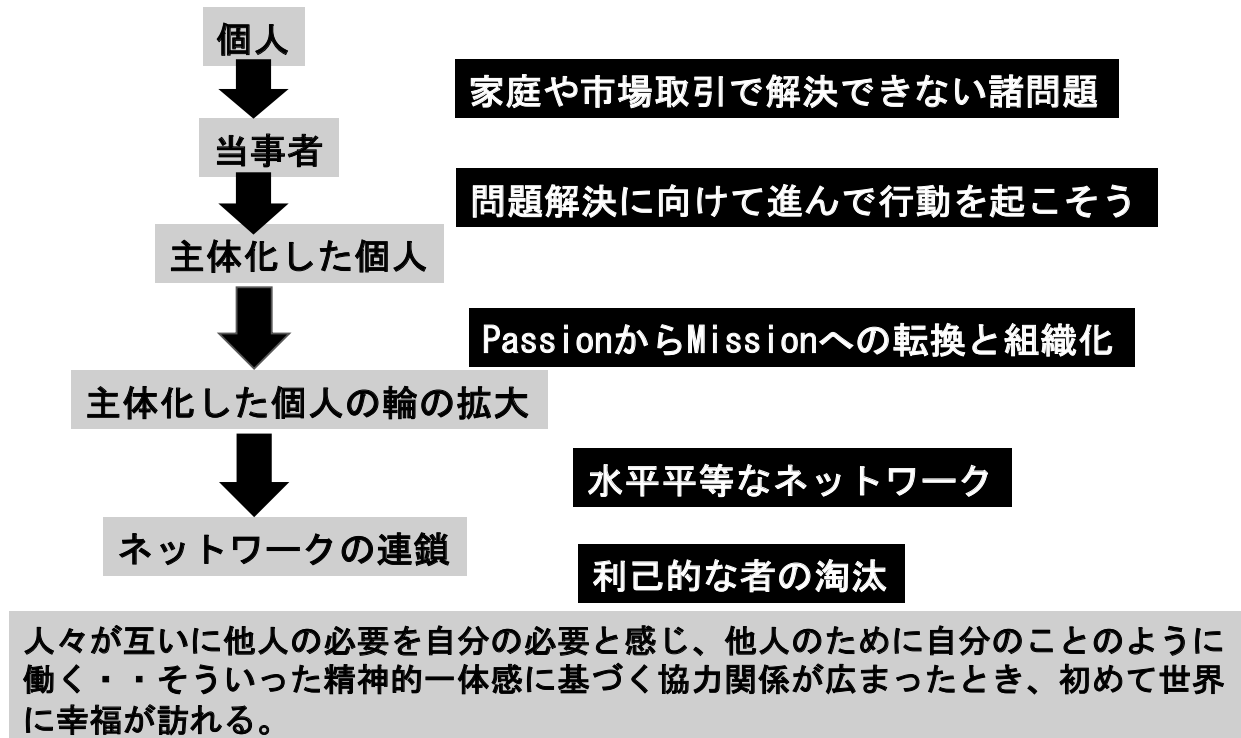 個人
家庭や市場取引で解決できない諸問題
当事者
問題解決に向けて進んで行動を起こそう
主体化した個人
PassionからMissionへの転換と組織化
主体化した個人の輪の拡大
水平平等なネットワーク
ネットワークの連鎖
利己的な者の淘汰
人々が互いに他人の必要を自分の必要と感じ、他人のために自分のことのように
働く・・そういった精神的一体感に基づく協力関係が広まったとき、初めて世界
に幸福が訪れる。